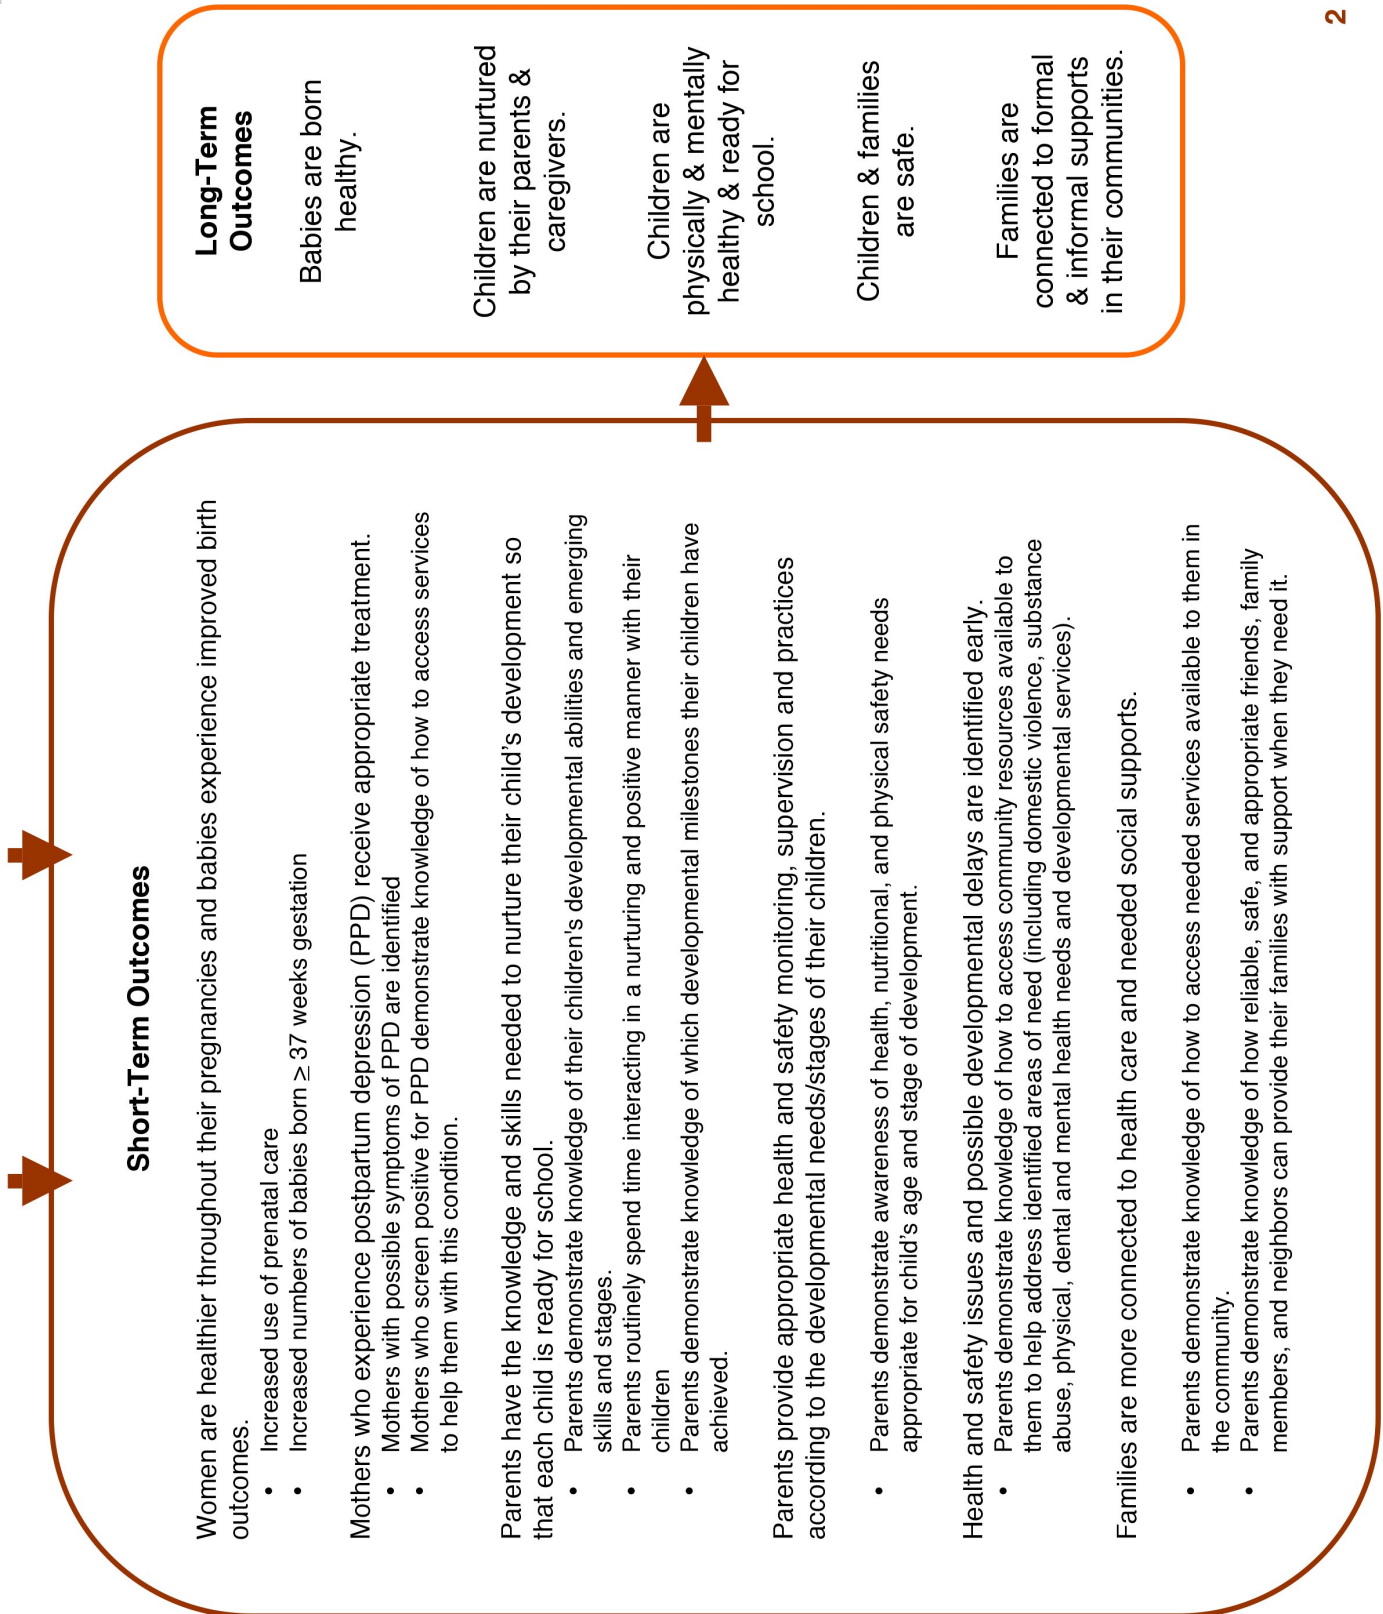 Short-Term Outcomes
Women are healthier throughout their pregnancies and babies experience improved birth
outcomes.
• Increased use of prenatal care
• Increased numbers of babies born ≥ 37 weeks gestation
Mothers who experience postpartum depression (PPD) receive appropriate treatment.
• Mothers with possible symptoms of PPD are identified
• Mothers who screen positive for PPD demonstrate knowledge of how to access services
to help them with this condition.
Parents have the knowledge and skills needed to nurture their child’s development so
that each child is ready for school.
• Parents demonstrate knowledge of their children's developmental abilities and emerging
skills and stages.
• Parents routinely spend time interacting in a nurturing and positive manner with their
children
• Parents demonstrate knowledge of which developmental milestones their children have
achieved.
Parents provide appropriate health and safety monitoring, supervision and practices
according to the developmental needs/stages of their children.
• Parents demonstrate awareness of health, nutritional, and physical safety needs
appropriate for child’s age and stage of development.
Health and safety issues and possible developmental delays are identified early.
• Parents demonstrate knowledge of how to access community resources available to
them to help address identified areas of need (including domestic violence, substance
abuse, physical, dental and mental health needs and developmental services).
Families are more connected to health care and needed social supports.
• Parents demonstrate knowledge of how to access needed services available to them in
the community.
• Parents demonstrate knowledge of how reliable, safe, and appropriate friends, family
members, and neighbors can provide their families with support when they need it.
Long-Term
Outcomes
Babies are born
healthy.
Children are nurtured
by their parents &
caregivers.
Children are
physically & mentally
healthy & ready for
school.
Children & families
are safe.
Families are
connected to formal
& informal supports
in their communities.
2